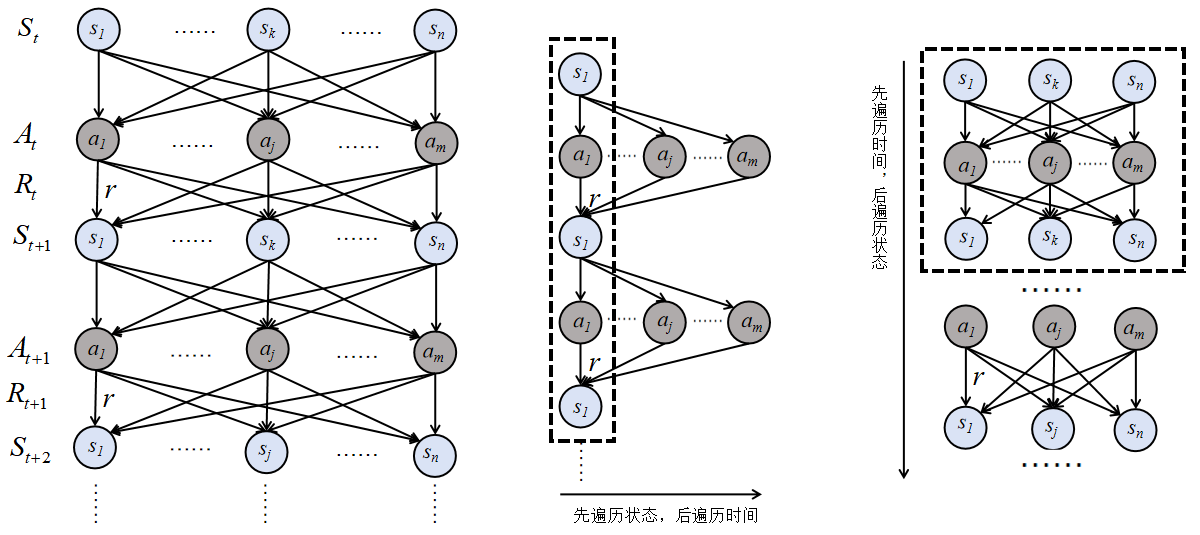 S_t s_1 …… s_k …… s_n
A_t a_1 …… a_j …… a_m
R_t r
S_{t+1} s_1 …… s_k …… s_n
A_{t+1} a_1 …… a_j …… a_m
R_{t+1} r
S_{t+2} s_1 …… s_j …… s_n
s_1
a_1 …… a_j …… a_m
r
s_1
a_1 …… a_j …… a_m
r
s_1
先遍历状态，后遍历时间
先遍历时间，后遍历状态
s_1 s_k s_n
a_1 …… a_j …… a_m
s_1 s_k s_n
……
a_1 a_j a_m
r
s_1 s_j s_n
……